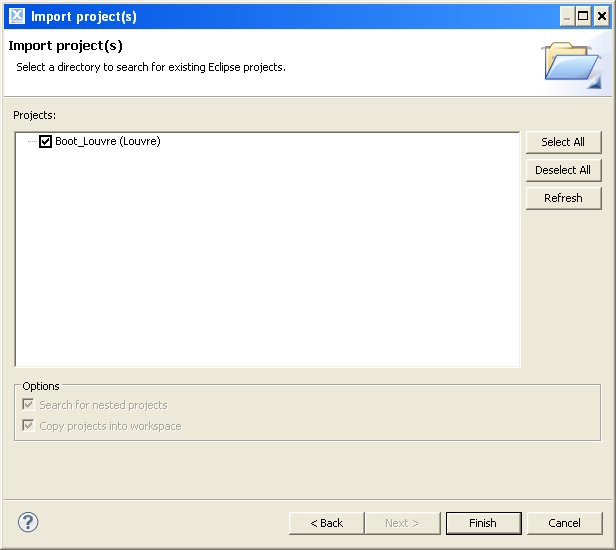 Import project(s)
Import project(s)
Select a directory to search for existing Eclipse projects.
Projects:
Boot_Louvre (Louvre)
Select All
Deselect All
Refresh
Options
Search for nested projects
Copy projects into workspace
?
< Back
Next >
Finish
Cancel